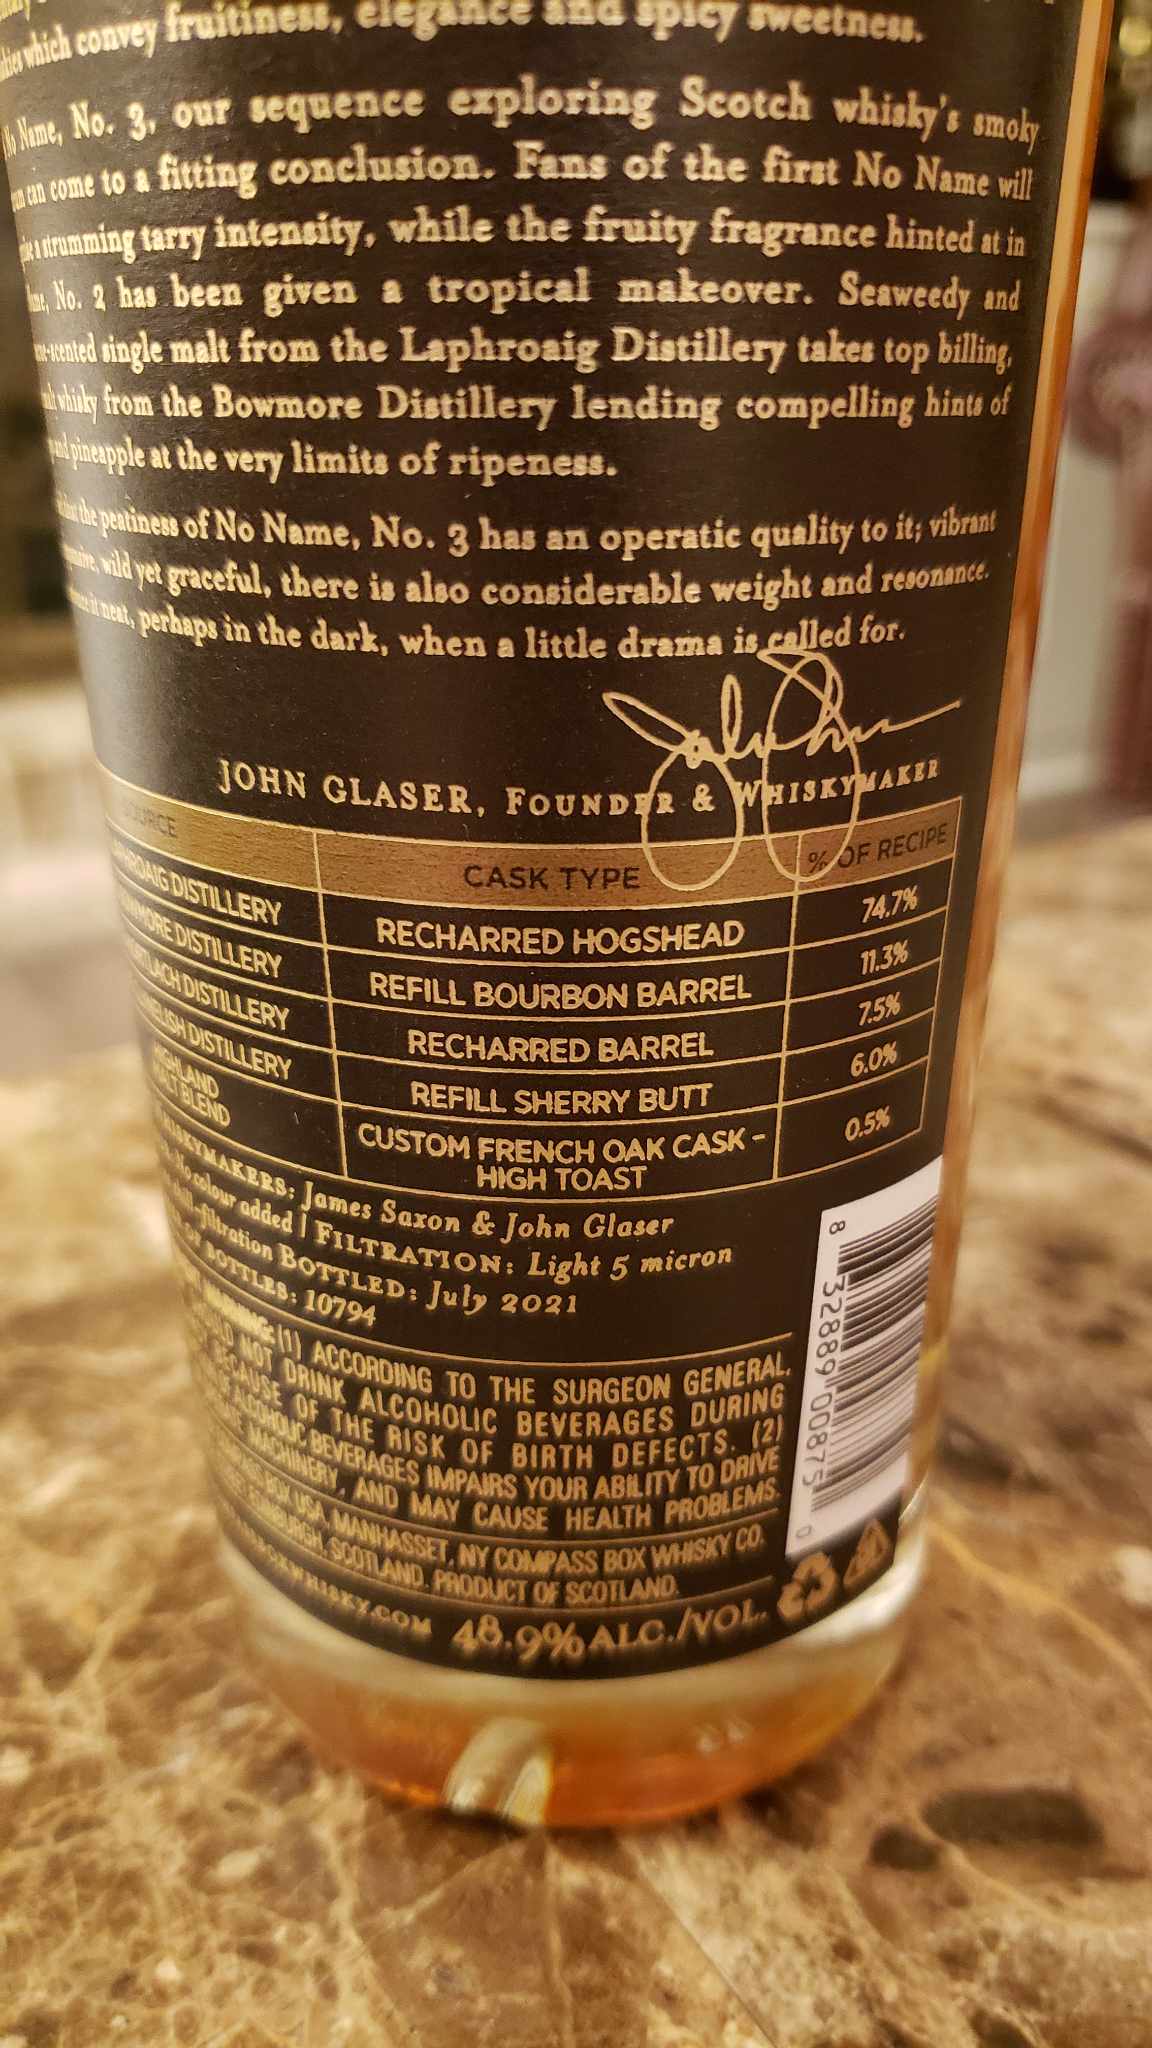 which convey fruitiness, elegance and spicy sweetness.
No Name, No. 3, our sequence exploring Scotch whisky's smoky
can come to a fitting conclusion. Fans of the first No Name will
a strumming tarry intensity, while the fruity fragrance hinted at in
No. 2 has been given a tropical makeover. Seaweedy and
single malt from the Laphroaig Distillery takes top billing,
whisky from the Bowmore Distillery lending compelling hints of
and pineapple at the very limits of ripeness.
the peatiness of No Name, No. 3 has an operatic quality to it; vibrant
wild yet graceful, there is also considerable weight and resonance.
it neat, perhaps in the dark, when a little drama is called for.
JOHN GLASER, FOUNDER & WHISKYMAKER
SOURCE CASK TYPE % OF RECIPE
DISTILLERY RECHARRED HOGSHEAD 74.7%
DISTILLERY REFILL BOURBON BARREL 11.3%
DISTILLERY RECHARRED BARREL 7.5%
DISTILLERY REFILL SHERRY BUTT 6.0%
HIGHLAND
MALT BLEND CUSTOM FRENCH OAK CASK - 0.5%
HIGH TOAST
WHISKYMAKERS: James Saxon & John Glaser
No colour added | FILTRATION: Light 5 micron
filtration BOTTLED: July 2021
OF BOTTLES: 10794
WARNING: (1) ACCORDING TO THE SURGEON GENERAL,
NOT DRINK ALCOHOLIC BEVERAGES DURING
BECAUSE OF THE RISK OF BIRTH DEFECTS. (2)
ALCOHOLIC BEVERAGES IMPAIRS YOUR ABILITY TO DRIVE
MACHINERY, AND MAY CAUSE HEALTH PROBLEMS.
USA, MANHASSET, NY COMPASS BOX WHISKY CO.
EDINBURGH, SCOTLAND. PRODUCT OF SCOTLAND.
48.9% ALC./VOL.
8 32889 00875 0